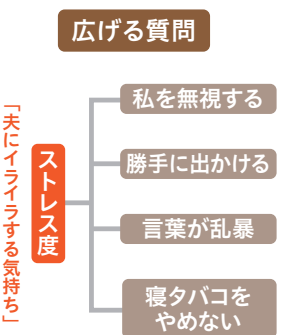 広げる質問
「夫にイライラする気持ち」
ストレス度
私を無視する
勝手に出かける
言葉が乱暴
寝タバコを
やめない